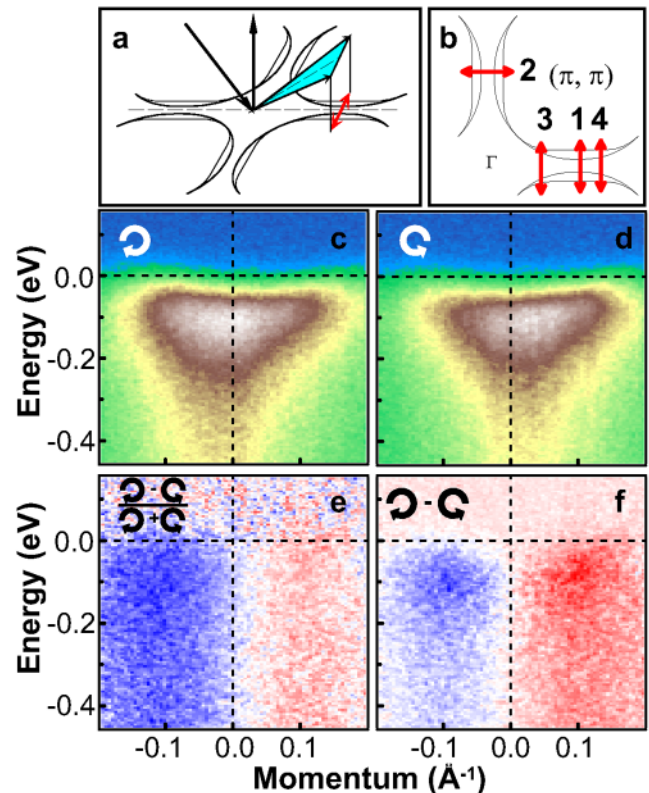 a
b
2 (π, π)
3 1 4
Γ
c
d
Energy (eV)
0.0
-0.2
-0.4
e
f
-
-
+
Energy (eV)
0.0
-0.2
-0.4
-0.1 0.0 0.1
-0.1 0.0 0.1
Momentum (Å-1)